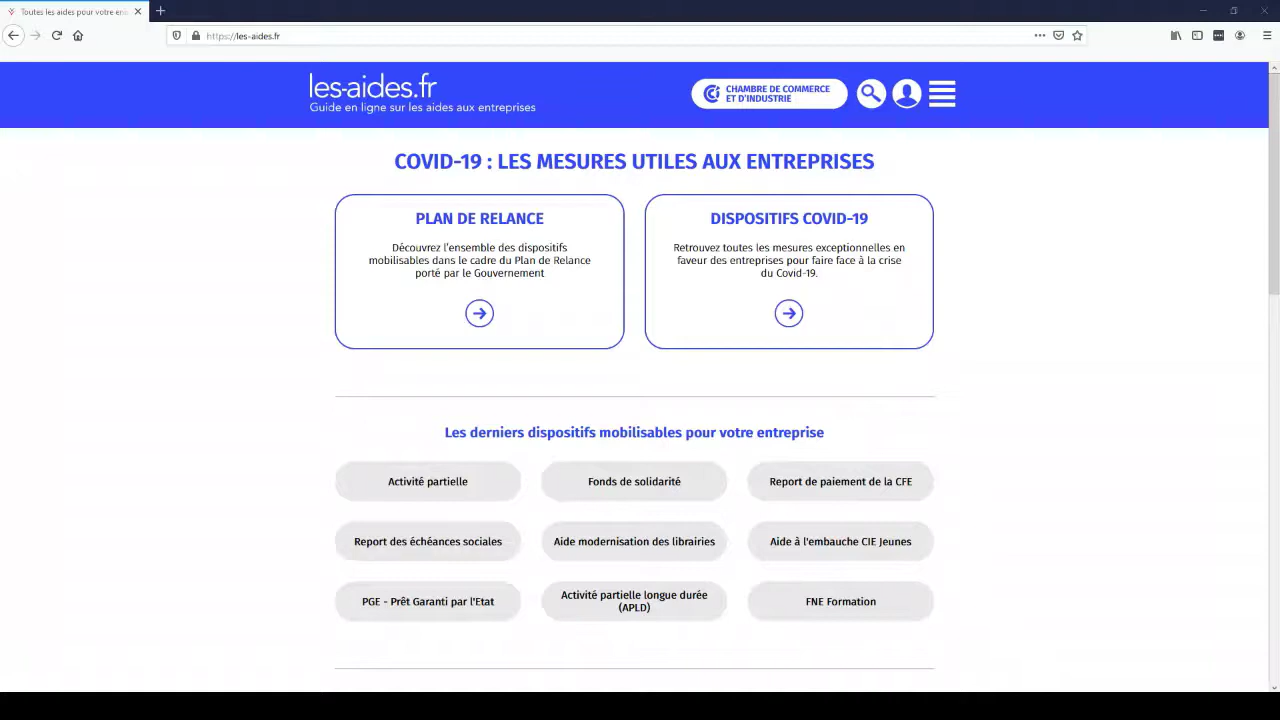 Toutes les aides pour votre ent
https://les-aides.fr
les-aides.fr
Guide en ligne sur les aides aux entreprises
CHAMBRE DE COMMERCE
ET D'INDUSTRIE
COVID-19 : LES MESURES UTILES AUX ENTREPRISES
PLAN DE RELANCE
Découvrez l'ensemble des dispositifs
mobilisables dans le cadre du Plan de Relance
porté par le Gouvernement
DISPOSITIFS COVID-19
Retrouvez toutes les mesures exceptionnelles en
faveur des entreprises pour faire face à la crise
du Covid-19.
Les derniers dispositifs mobilisables pour votre entreprise
Activité partielle
Fonds de solidarité
Report de paiement de la CFE
Report des échéances sociales
Aide modernisation des librairies
Aide à l'embauche CIE Jeunes
PGE - Prêt Garanti par l'Etat
Activité partielle longue durée
(APLD)
FNE Formation